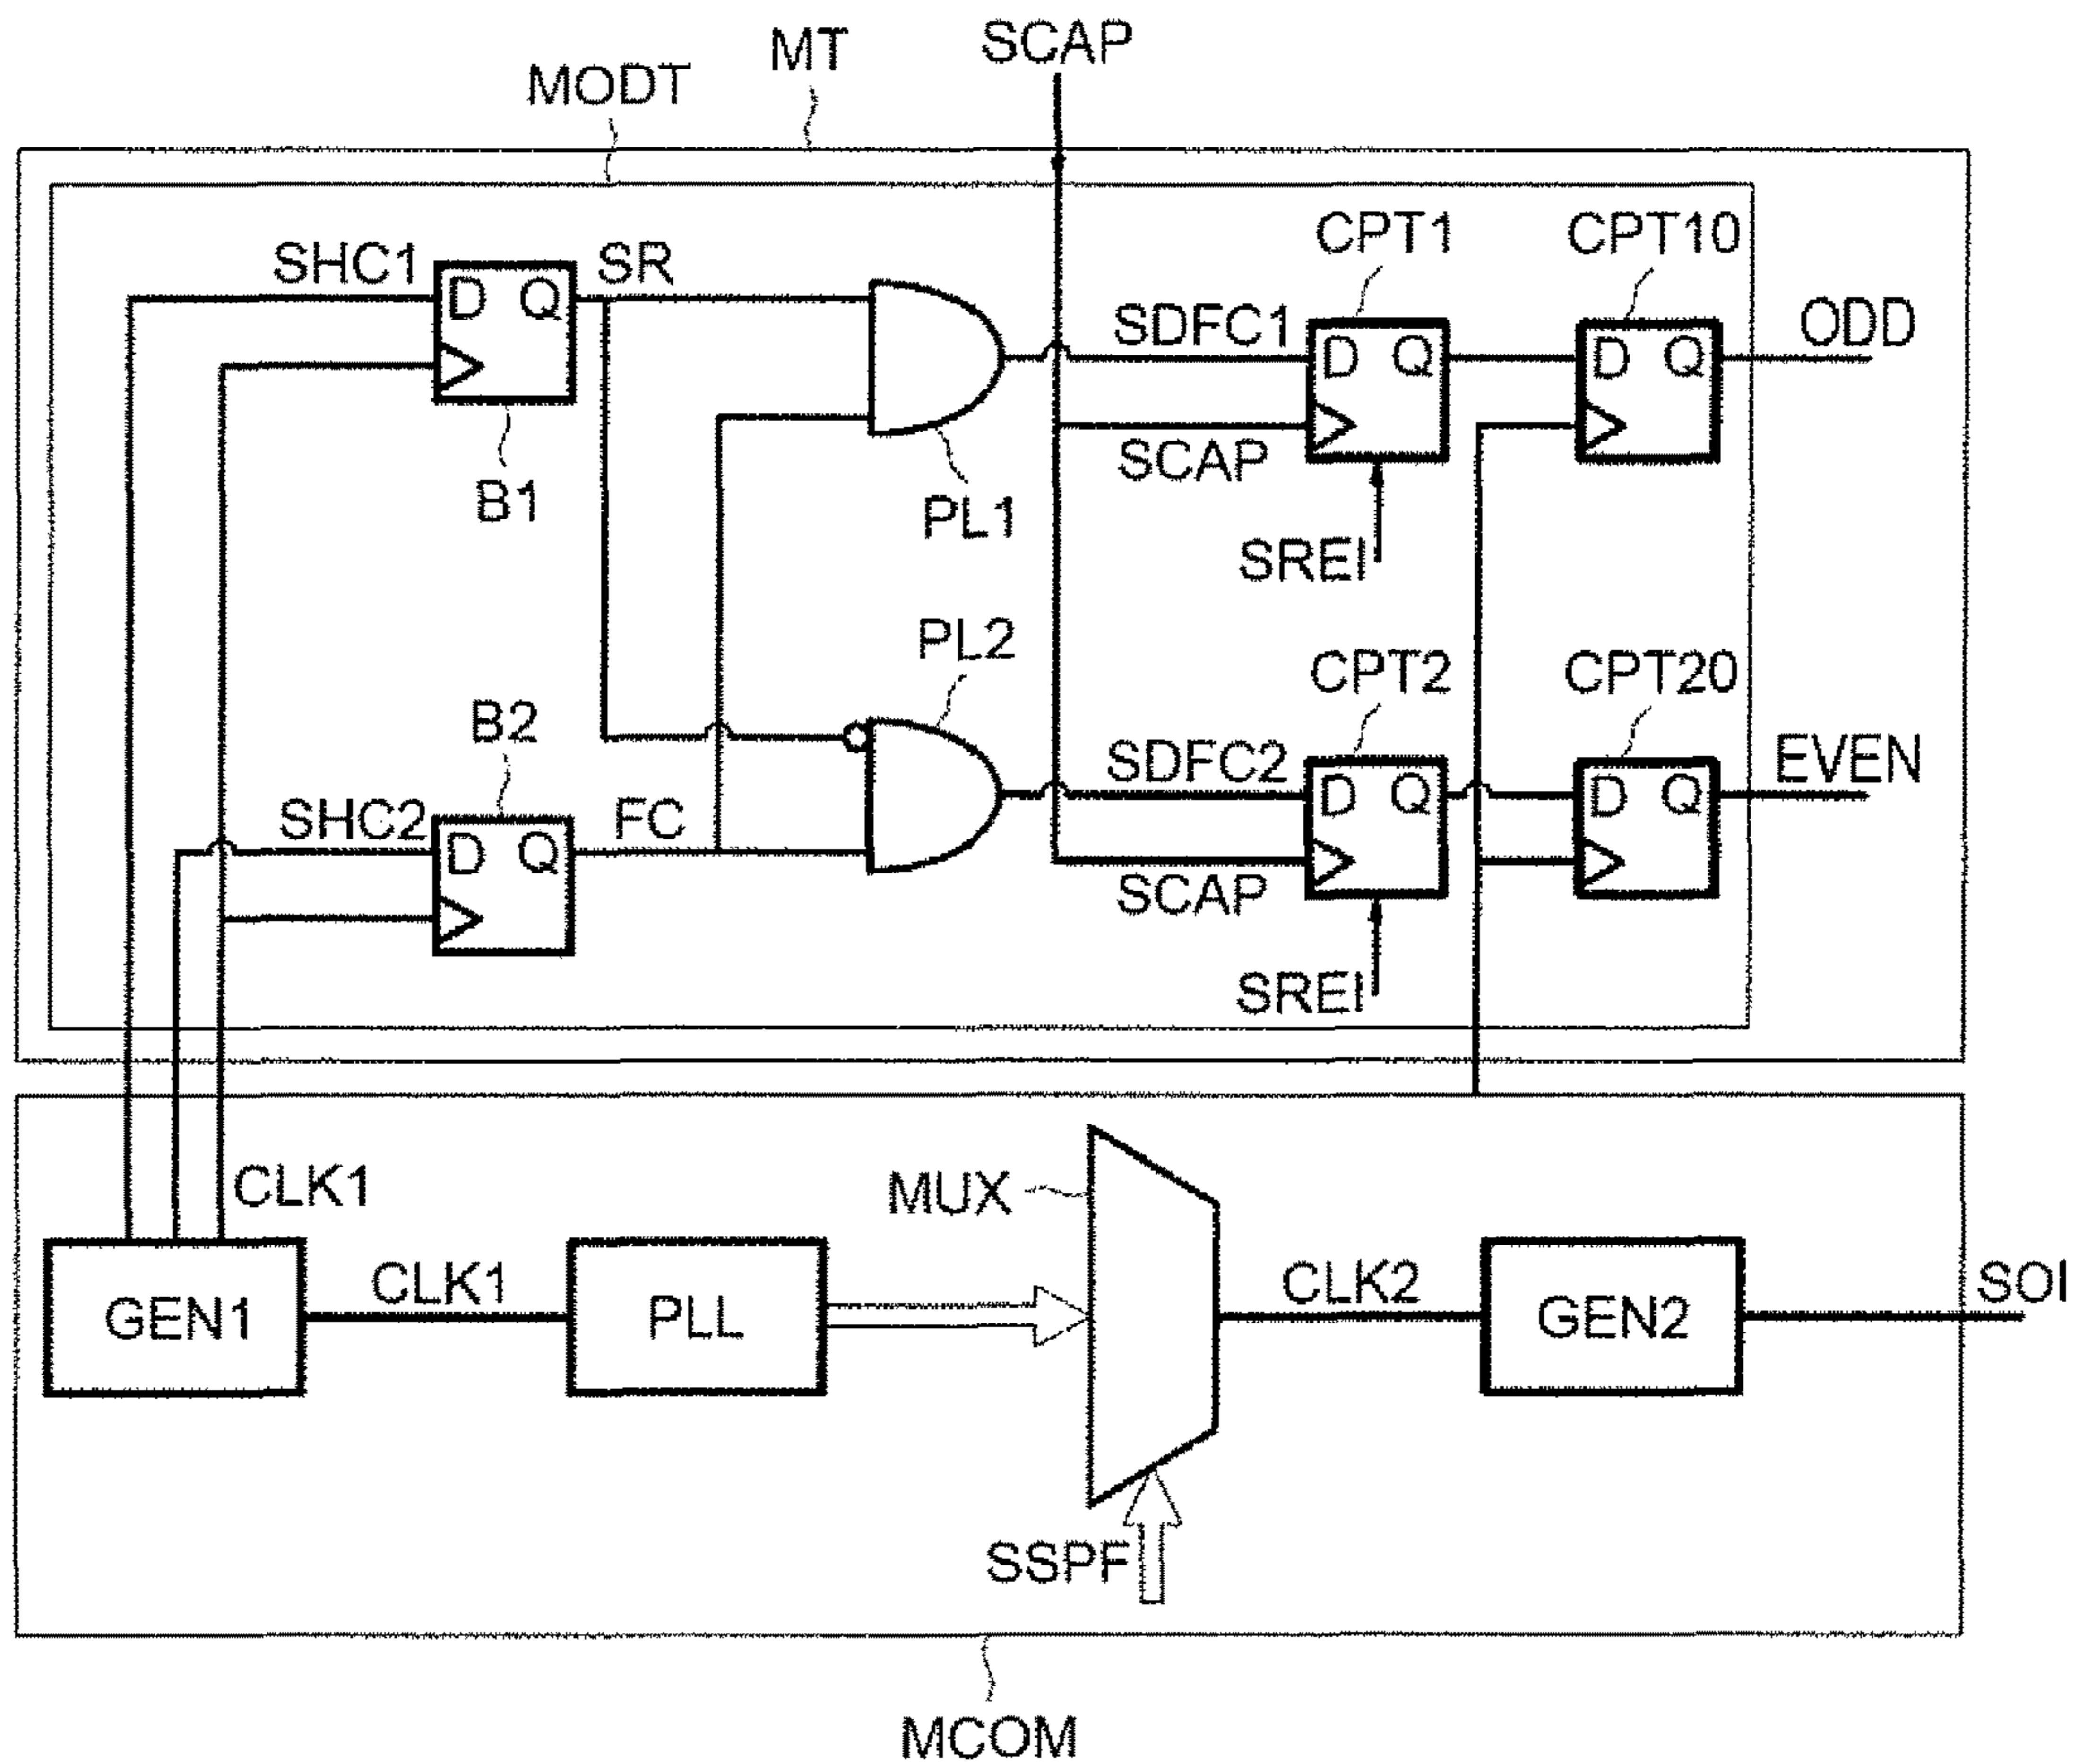 SCAP
MT
MODT
CPT1
CPT10
SHC1
D Q
SR
SDFC1
D Q
D Q
ODD
SCAP
B1
PL1
SREI
PL2
CPT2
CPT20
B2
SDFC2
D Q
D Q
EVEN
SHC2
D Q
FC
SCAP
SREI
CLK1
MUX
GEN1
CLK1
PLL
CLK2
GEN2
SOI
SSPF
MCOM